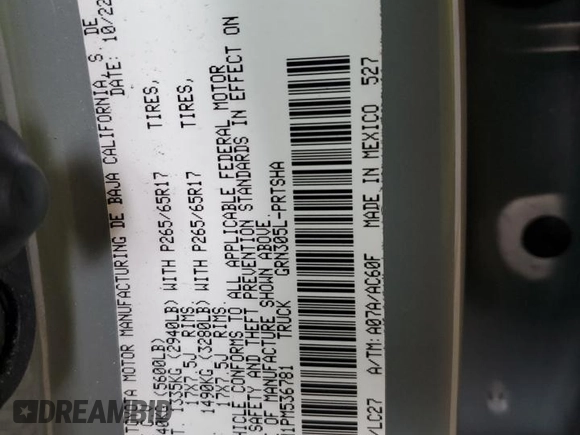 OTA MOTOR MANUFACTURING DE BAJA CALIFORNIA S DE
DATE: 10/22
(5600LB)
1335KG (2940LB) WITH P265/65R17 TIRES,
17X7.5J RIMS
1490KG (3280LB) WITH P265/65R17 TIRES,
17X7.5J RIMS
HICLE CONFORMS TO ALL APPLICABLE FEDERAL MOTOR
SAFETY AND THEFT PREVENTION STANDARDS IN EFFECT ON
OF MANUFACTURE SHOWN ABOVE.
1PM536781 TRUCK GRN305L-PRTSHA
/LC27 A/TM: A07A/AC60F MADE IN MEXICO 527
DREAMBID
.COM